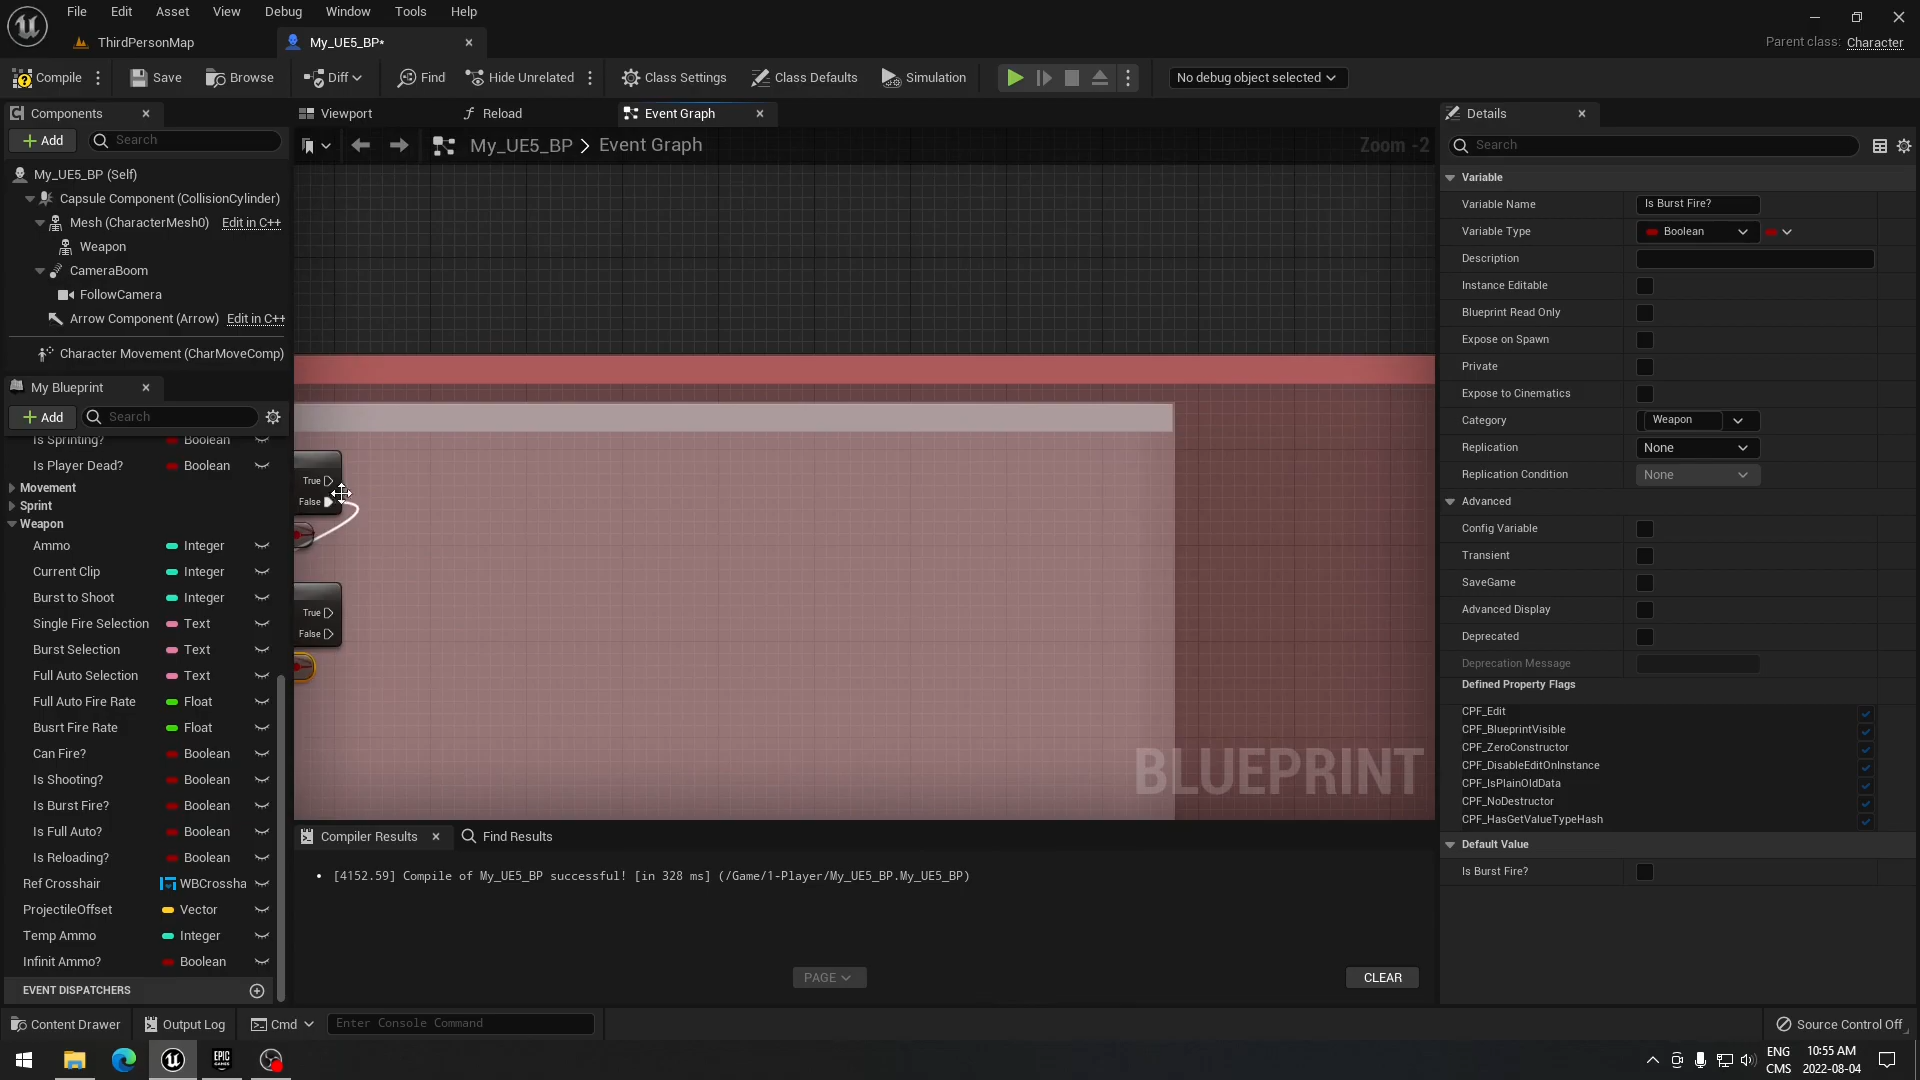 File Edit Asset View Debug Window Tools Help
ThirdPersonMap
My_UE5_BP*
Parent class: Character
Compile
Save
Browse
Diff
Find
Hide Unrelated
Class Settings
Class Defaults
Simulation
No debug object selected
Components
Viewport
Reload
Event Graph
Details
Add
Search
My_UE5_BP > Event Graph
Zoom -2
Search
My_UE5_BP (Self)
Capsule Component (CollisionCylinder)
Mesh (CharacterMesh0) Edit in C++
Weapon
CameraBoom
FollowCamera
Arrow Component (Arrow) Edit in C++
Character Movement (CharMoveComp)
My Blueprint
Add
Search
Is Sprinting? Boolean
Is Player Dead? Boolean
Movement
Sprint
Weapon
Ammo Integer
Current Clip Integer
Burst to Shoot Integer
Single Fire Selection Text
Burst Selection Text
Full Auto Selection Text
Full Auto Fire Rate Float
Busrt Fire Rate Float
Can Fire? Boolean
Is Shooting? Boolean
Is Burst Fire? Boolean
Is Full Auto? Boolean
Is Reloading? Boolean
Ref Crosshair WBCrossha
ProjectileOffset Vector
Temp Ammo Integer
Infinit Ammo? Boolean
EVENT DISPATCHERS
True
False
True
False
BLUEPRINT
Compiler Results
Find Results
[4152.59] Compile of My_UE5_BP successful! [in 328 ms] (/Game/1-Player/My_UE5_BP.My_UE5_BP)
PAGE
CLEAR
Variable
Variable Name Is Burst Fire?
Variable Type Boolean
Description
Instance Editable
Blueprint Read Only
Expose on Spawn
Private
Expose to Cinematics
Category Weapon
Replication None
Replication Condition None
Advanced
Config Variable
Transient
SaveGame
Advanced Display
Deprecated
Deprecation Message
Defined Property Flags
CPF_Edit
CPF_BlueprintVisible
CPF_ZeroConstructor
CPF_DisableEditOnInstance
CPF_IsPlainOldData
CPF_NoDestructor
CPF_HasGetValueTypeHash
Default Value
Is Burst Fire?
Content Drawer
Output Log
Cmd
Enter Console Command
Source Control Off
EPIC
GAMES
ENG
CMS
10:55 AM
2022-08-04